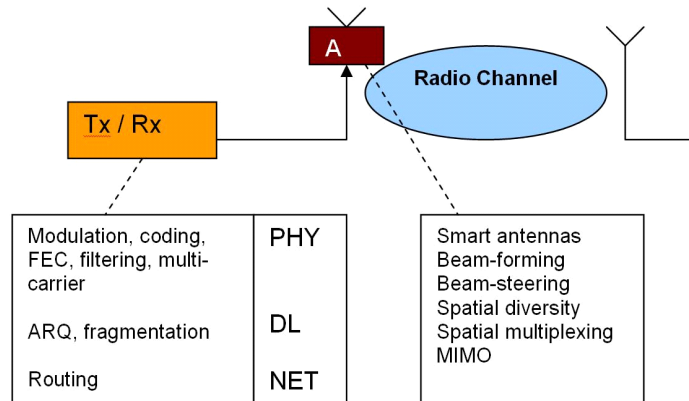 A
Radio Channel
Tx / Rx
Modulation, coding,
FEC, filtering, multi-
carrier
ARQ, fragmentation
Routing
PHY
DL
NET
Smart antennas
Beam-forming
Beam-steering
Spatial diversity
Spatial multiplexing
MIMO